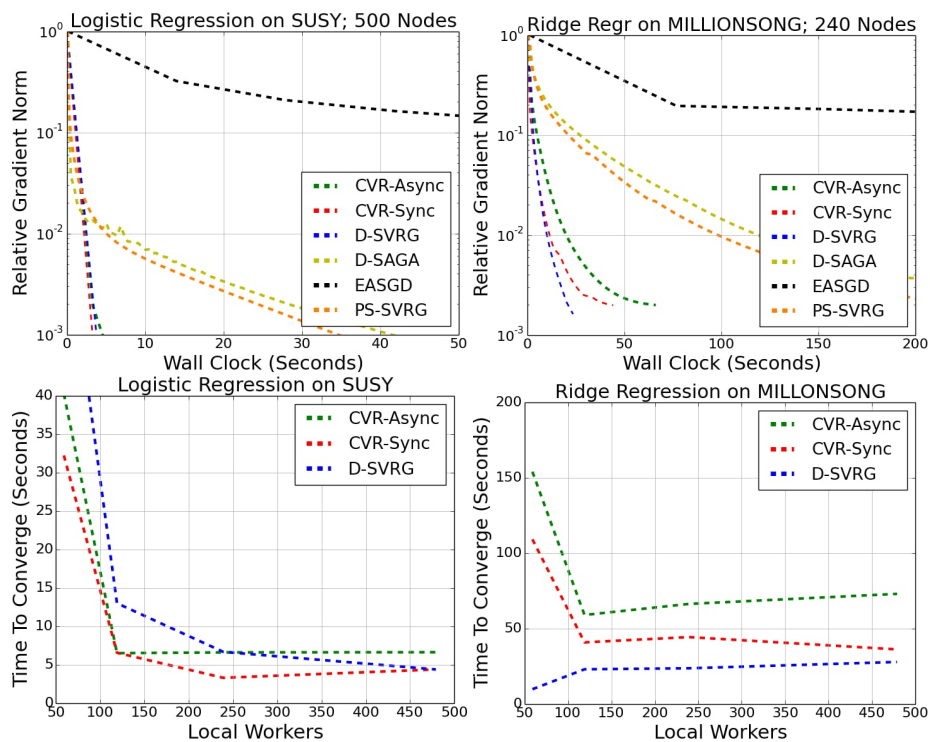 Logistic Regression on SUSY; 500 Nodes
Relative Gradient Norm
10^0
10^-1
10^-2
10^-3
CVR-Async
CVR-Sync
D-SVRG
D-SAGA
EASGD
PS-SVRG
0 10 20 30 40 50
Wall Clock (Seconds)
Ridge Regr on MILLIONSONG; 240 Nodes
Relative Gradient Norm
10^0
10^-1
10^-2
10^-3
CVR-Async
CVR-Sync
D-SVRG
D-SAGA
EASGD
PS-SVRG
0 50 100 150 200
Wall Clock (Seconds)
Logistic Regression on SUSY
Time To Converge (Seconds)
40
35
30
25
20
15
10
5
0
CVR-Async
CVR-Sync
D-SVRG
50 100 150 200 250 300 350 400 450 500
Local Workers
Ridge Regression on MILLONSONG
Time To Converge (Seconds)
200
150
100
50
0
CVR-Async
CVR-Sync
D-SVRG
50 100 150 200 250 300 350 400 450 500
Local Workers